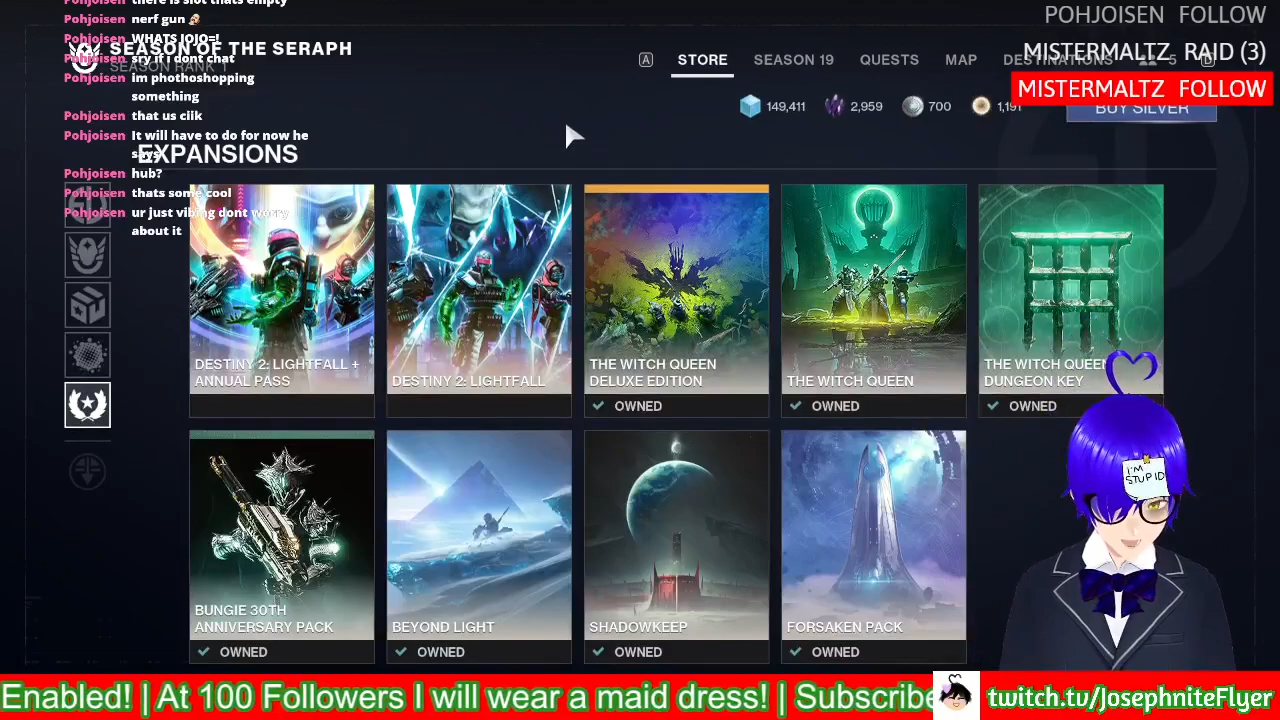 Pohjoisen there is slot thats empty
Pohjoisen nerf gun
Pohjoisen WHATS JOJO=!
Pohjoisen sry if i dont chat
Pohjoisen im phothoshopping
something
Pohjoisen that us clik
Pohjoisen It will have to do for now he
says
Pohjoisen hub?
Pohjoisen thats some cool
Pohjoisen ur just vibing dont worry
about it
SEASON OF THE SERAPH
SEASON RANK 1
A
STORE
SEASON 19
QUESTS
MAP
DESTINATIONS
5
D
POHJOISEN FOLLOW
MISTERMALTZ RAID (3)
MISTERMALTZ FOLLOW
149,411
2,959
700
1,191
BUY SILVER
EXPANSIONS
DESTINY 2: LIGHTFALL +
ANNUAL PASS
DESTINY 2: LIGHTFALL
THE WITCH QUEEN
DELUXE EDITION
OWNED
THE WITCH QUEEN
OWNED
THE WITCH QUEEN
DUNGEON KEY
OWNED
BUNGIE 30TH
ANNIVERSARY PACK
OWNED
BEYOND LIGHT
OWNED
SHADOWKEEP
OWNED
FORSAKEN PACK
OWNED
I'M
STUPID
Enabled! | At 100 Followers I will wear a maid dress! | Subscribe
twitch.tv/JosephniteFlyer